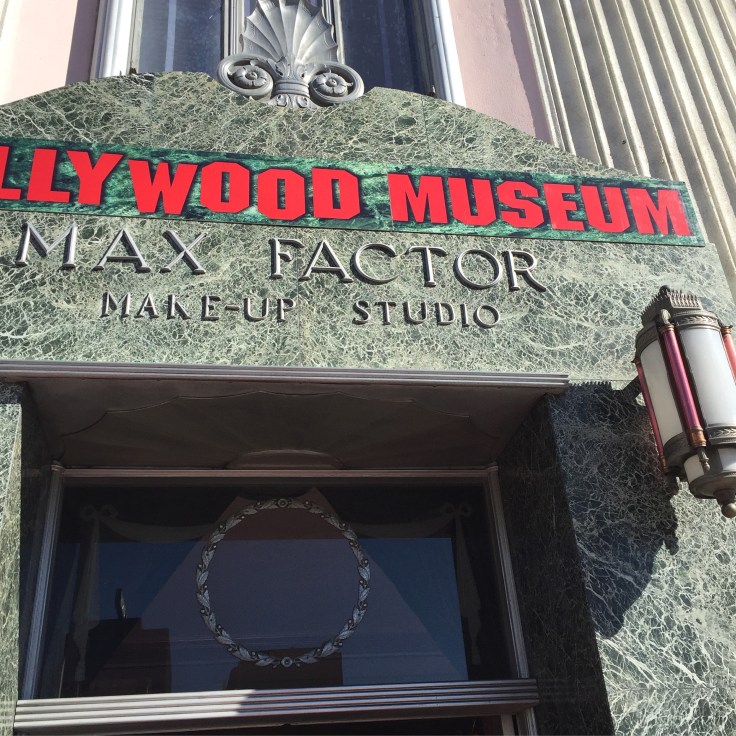 LLYWOOD MUSEUM
MAX FACTOR
MAKE-UP STUDIO